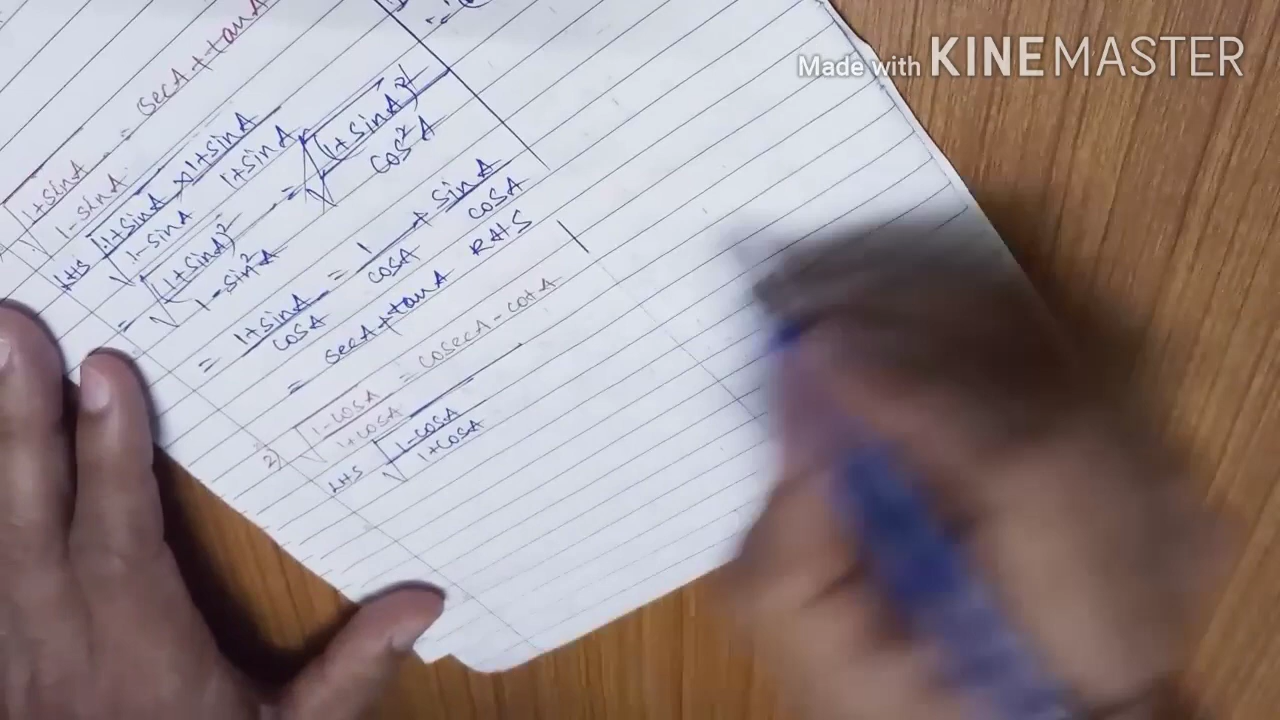 Made with KINEMASTER
√(1+sinA / 1-sinA) = secA + tanA
LHS √(1+sinA / 1-sinA × 1+sinA / 1+sinA)
= √((1+sinA)² / 1-sin²A) = √((1+sinA)² / cos²A)
= 1+sinA / cosA = 1 / cosA + sinA / cosA
= secA + tanA RHS
2) √(1-cosA / 1+cosA) = cosecA - cotA
LHS √(1-cosA / 1+cosA)